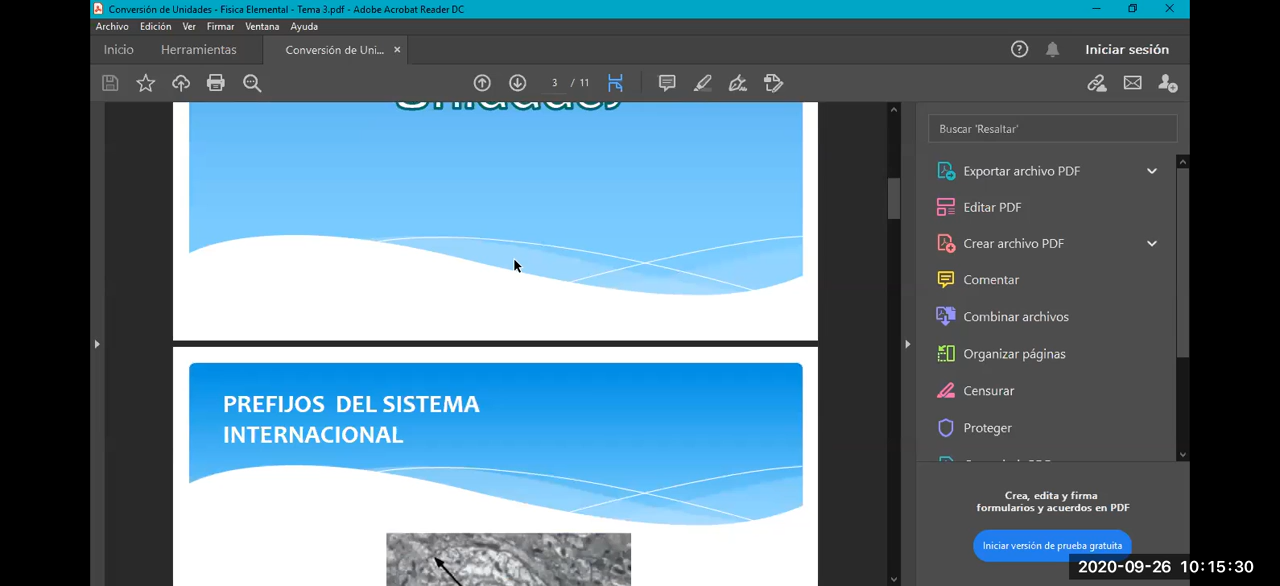 Conversión de Unidades - Fisica Elemental - Tema 3.pdf - Adobe Acrobat Reader DC
Archivo Edición Ver Firmar Ventana Ayuda
Inicio Herramientas Conversión de Uni... × Iniciar sesión
3 / 11
Unidades
Buscar 'Resaltar'
Exportar archivo PDF
Editar PDF
Crear archivo PDF
Comentar
Combinar archivos
Organizar páginas
Censurar
Proteger
PREFIJOS DEL SISTEMA
INTERNACIONAL
Crea, edita y firma
formularios y acuerdos en PDF
Iniciar versión de prueba gratuita
2020-09-26 10:15:30